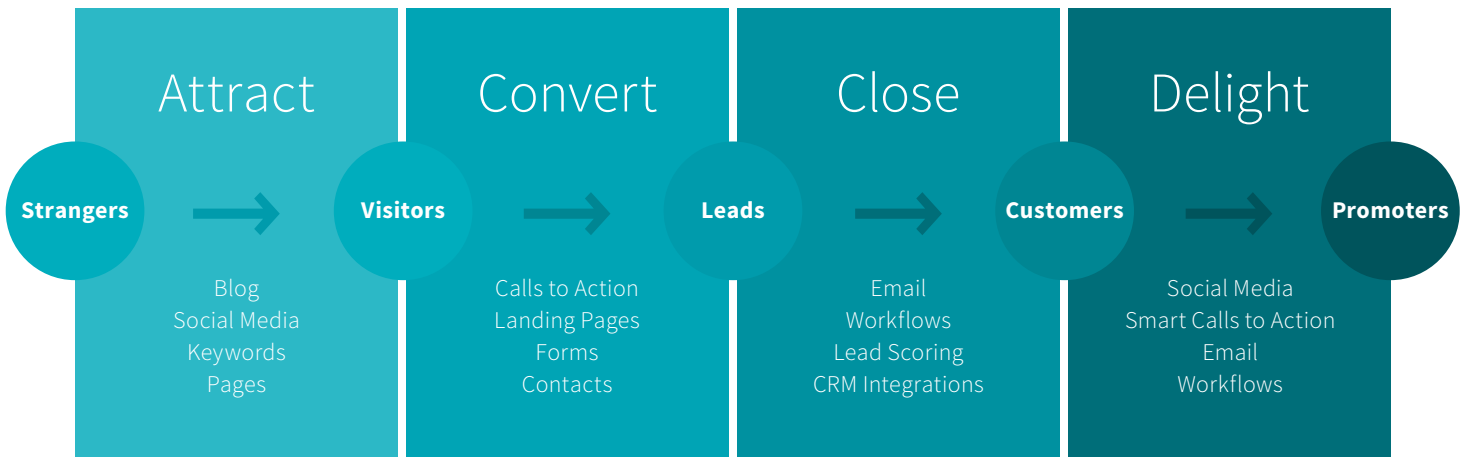 Attract
Convert
Close
Delight
Strangers
Visitors
Leads
Customers
Promoters
Blog
Social Media
Keywords
Pages
Calls to Action
Landing Pages
Forms
Contacts
Email
Workflows
Lead Scoring
CRM Integrations
Social Media
Smart Calls to Action
Email
Workflows